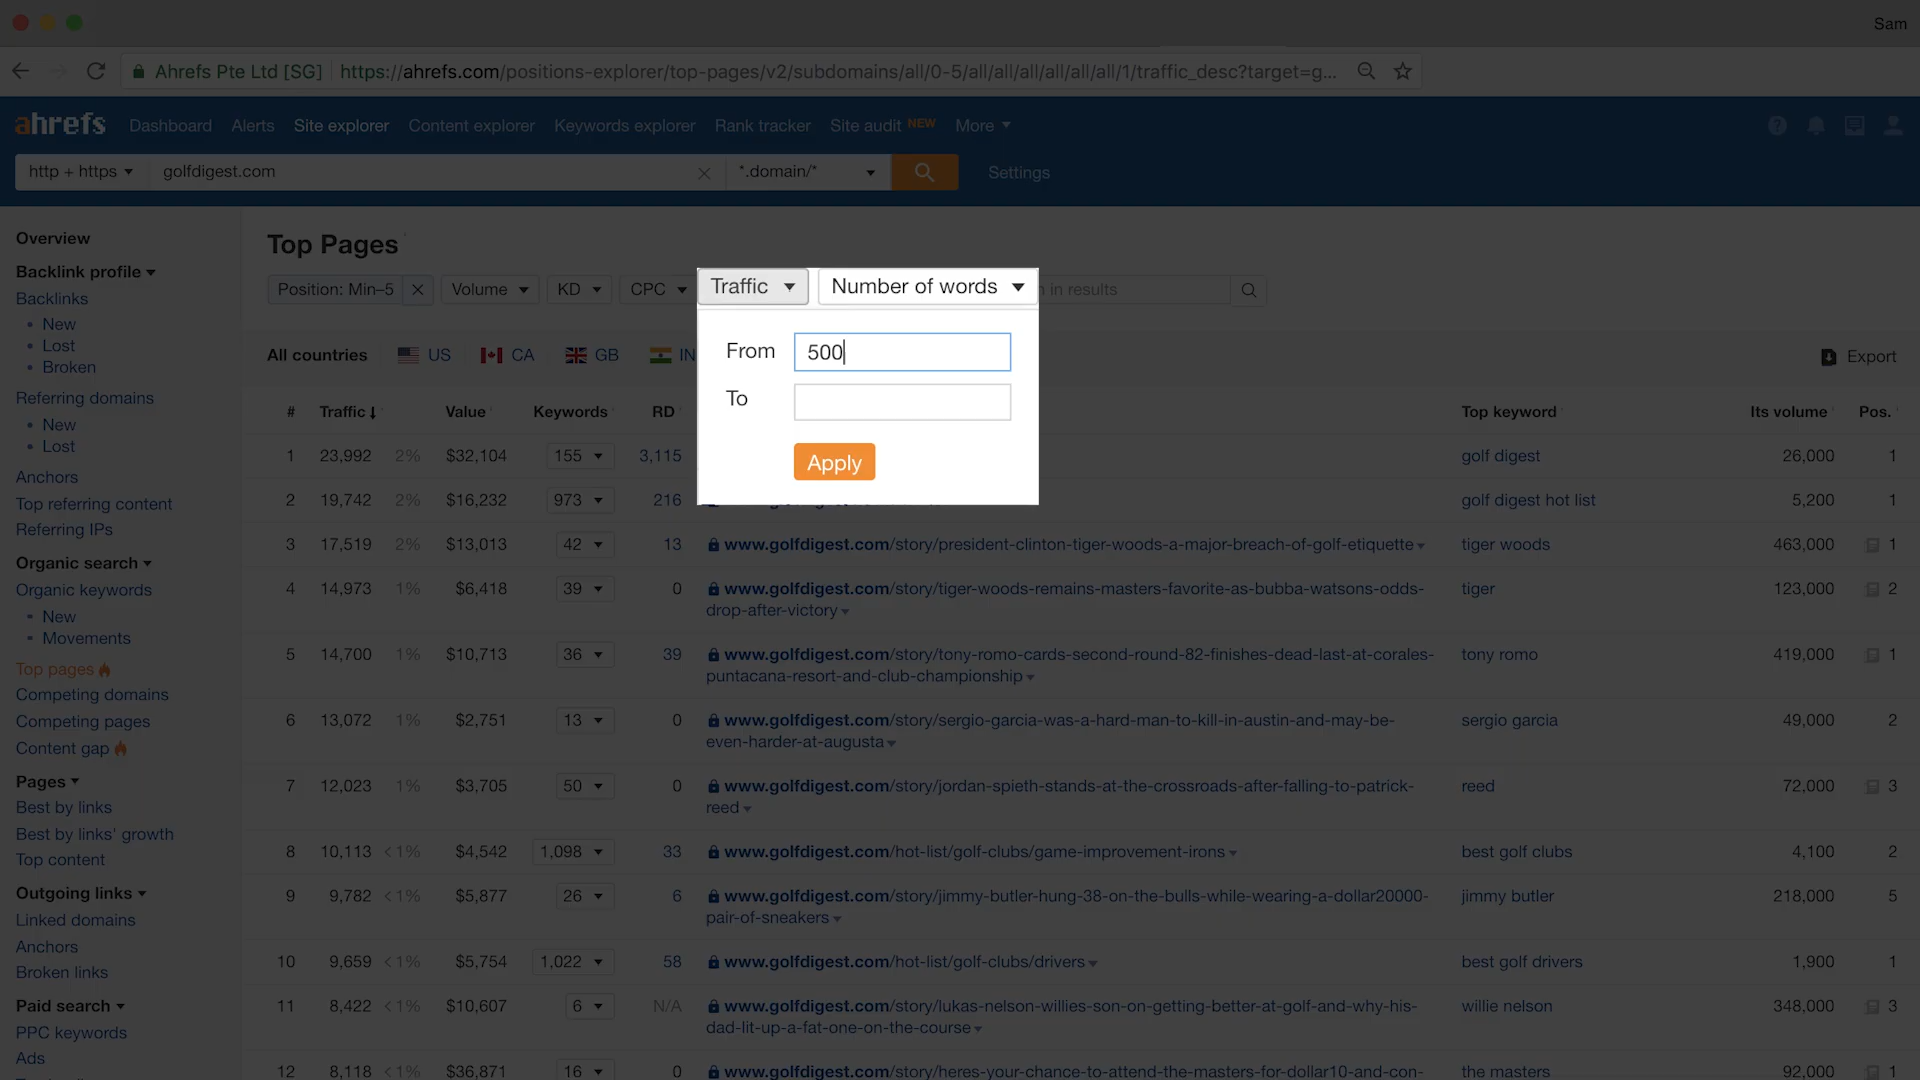 Sam
Ahrefs Pte Ltd [SG]
https://ahrefs.com/positions-explorer/top-pages/v2/subdomains/all/0-5/all/all/all/all/all/all/1/traffic_desc?target=g...
ahrefs Dashboard Alerts Site explorer Content explorer Keywords explorer Rank tracker Site audit NEW More
http + https golfdigest.com *.domain/* Settings
Overview
Backlink profile
Backlinks
New
Lost
Broken
Referring domains
New
Lost
Anchors
Top referring content
Referring IPs
Organic search
Organic keywords
New
Movements
Top pages
Competing domains
Competing pages
Content gap
Pages
Best by links
Best by links' growth
Top content
Outgoing links
Linked domains
Anchors
Broken links
Paid search
PPC keywords
Ads
Top Pages
Position: Min–5 Volume KD CPC Traffic Number of words in results
From 500
To
Apply
All countries US CA GB IN Export
# Traffic Value Keywords RD Top keyword Its volume Pos.
1 23,992 2% $32,104 155 3,115 golf digest 26,000 1
2 19,742 2% $16,232 973 216 golf digest hot list 5,200 1
3 17,519 2% $13,013 42 13 www.golfdigest.com/story/president-clinton-tiger-woods-a-major-breach-of-golf-etiquette tiger woods 463,000 1
4 14,973 1% $6,418 39 0 www.golfdigest.com/story/tiger-woods-remains-masters-favorite-as-bubba-watsons-odds- tiger 123,000 2
drop-after-victory
5 14,700 1% $10,713 36 39 www.golfdigest.com/story/tony-romo-cards-second-round-82-finishes-dead-last-at-corales- tony romo 419,000 1
puntacana-resort-and-club-championship
6 13,072 1% $2,751 13 0 www.golfdigest.com/story/sergio-garcia-was-a-hard-man-to-kill-in-austin-and-may-be- sergio garcia 49,000 2
even-harder-at-augusta
7 12,023 1% $3,705 50 0 www.golfdigest.com/story/jordan-spieth-stands-at-the-crossroads-after-falling-to-patrick- reed 72,000 3
reed
8 10,113 <1% $4,542 1,098 33 www.golfdigest.com/hot-list/golf-clubs/game-improvement-irons best golf clubs 4,100 2
9 9,782 <1% $5,877 26 6 www.golfdigest.com/story/jimmy-butler-hung-38-on-the-bulls-while-wearing-a-dollar20000- jimmy butler 218,000 5
pair-of-sneakers
10 9,659 <1% $5,754 1,022 58 www.golfdigest.com/hot-list/golf-clubs/drivers best golf drivers 1,900 1
11 8,422 <1% $10,607 6 N/A www.golfdigest.com/story/lukas-nelson-willies-son-on-getting-better-at-golf-and-why-his- willie nelson 348,000 3
dad-lit-up-a-fat-one-on-the-course
12 8,118 <1% $36,871 16 0 www.golfdigest.com/story/heres-your-chance-to-attend-the-masters-for-dollar10-and-con- the masters 92,000 1